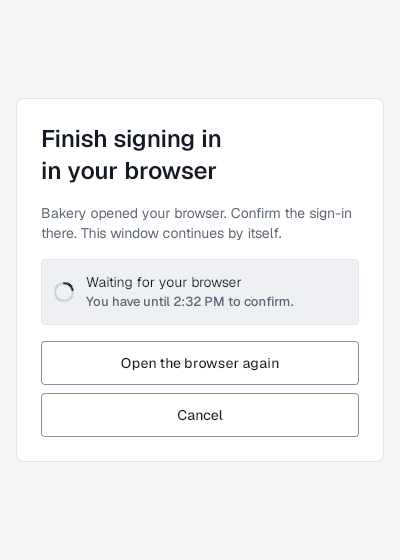 Finish signing in
in your browser
Bakery opened your browser. Confirm the sign-in
there. This window continues by itself.
Waiting for your browser
You have until 2:32 PM to confirm.
Open the browser again
Cancel